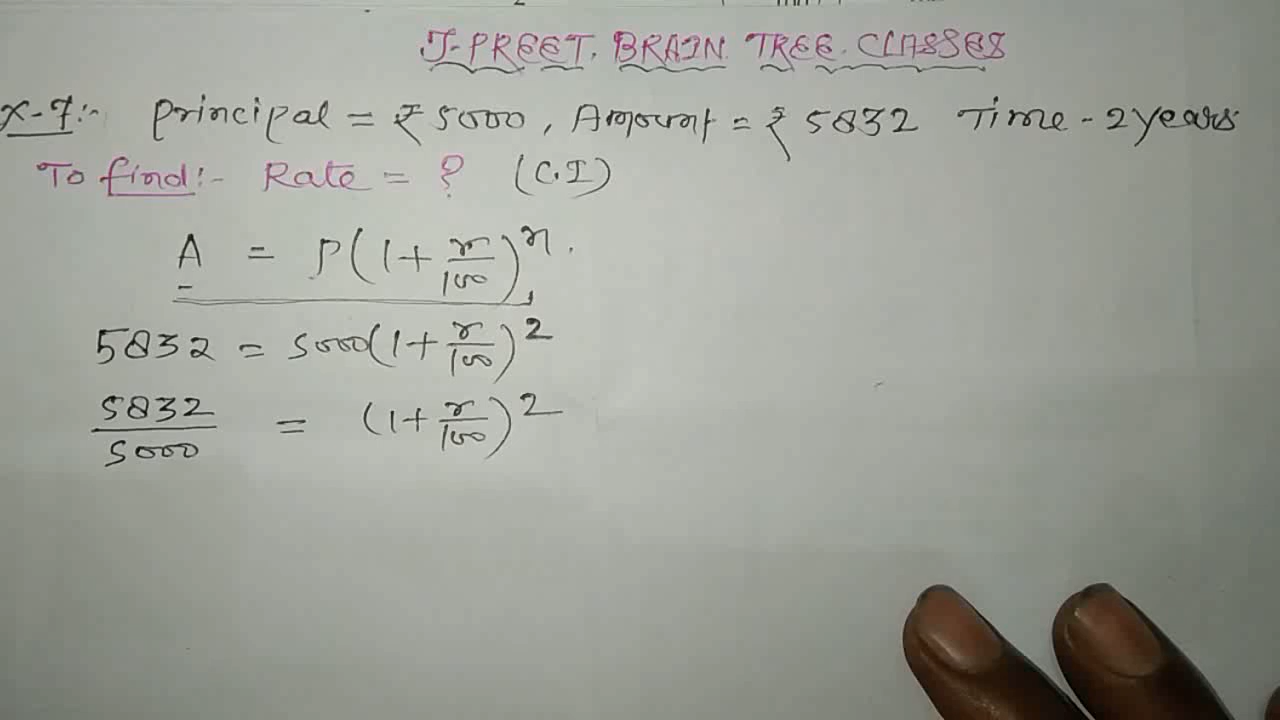 J-PREET. BRAIN. TREE. CLASSES
X-7:- Principal = ₹ 5000, Amount = ₹ 5832 Time - 2 years
To find:- Rate = ? (C.I)
A = P(1+r/100)^n.
5832 = 5000(1+r/100)^2
5832/5000 = (1+r/100)^2